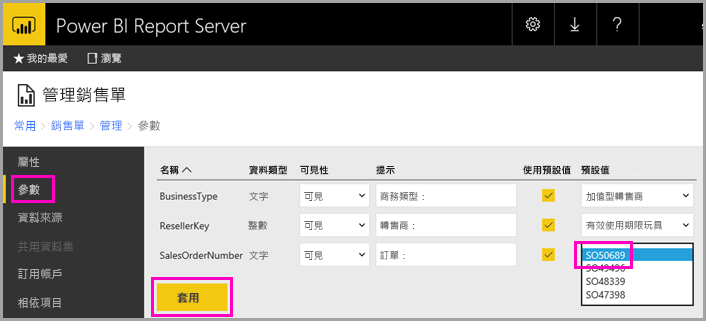 Power BI Report Server
★ 我的最愛 瀏覽
管理銷售單
常用 > 銷售單 > 管理 > 參數
屬性
參數
資料來源
共用資料集
訂用帳戶
相依項目
名稱 資料類型 可見性 提示 使用預設值 預設值
BusinessType 文字 可見 商務類型： 加值型轉售商
ResellerKey 整數 可見 轉售商： 有效使用期限玩具
SalesOrderNumber 文字 可見 訂單： SO50689
SO49496
SO48339
SO47398
套用